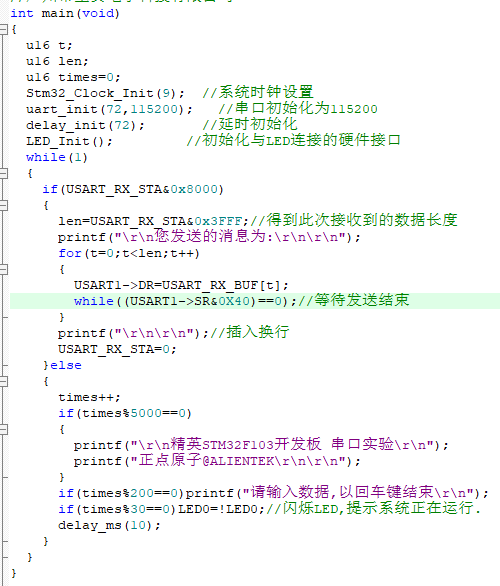 int main(void)
{
u16 t;
u16 len;
u16 times=0;
Stm32_Clock_Init(9); //系统时钟设置
uart_init(72,115200); //串口初始化为115200
delay_init(72); //延时初始化
LED_Init(); //初始化与LED连接的硬件接口
while(1)
{
if(USART_RX_STA&0x8000)
{
len=USART_RX_STA&0x3FFF;//得到此次接收到的数据长度
printf("\r\n您发送的消息为:\r\n\r\n");
for(t=0;t<len;t++)
{
USART1->DR=USART_RX_BUF[t];
while((USART1->SR&0X40)==0);//等待发送结束
}
printf("\r\n\r\n");//插入换行
USART_RX_STA=0;
}else
{
times++;
if(times%5000==0)
{
printf("\r\n精英STM32F103开发板 串口实验\r\n");
printf("正点原子@ALIENTEK\r\n\r\n");
}
if(times%200==0)printf("请输入数据,以回车键结束\r\n");
if(times%30==0)LED0=!LED0;//闪烁LED,提示系统正在运行.
delay_ms(10);
}
}
}